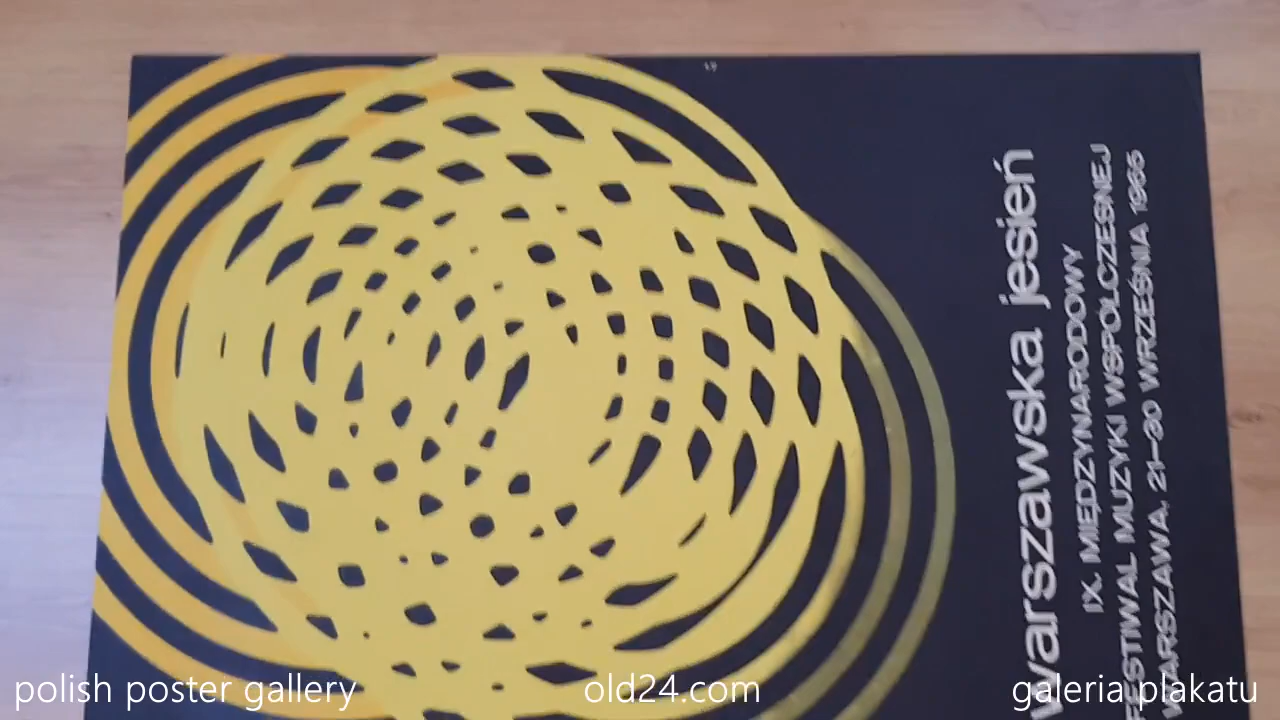 warszawska jesień
IX. MIĘDZYNARODOWY
FESTIWAL MUZYKI WSPÓŁCZESNEJ
WARSZAWA, 21–30 WRZEŚNIA 1965
polish poster gallery
old24.com
galeria plakatu